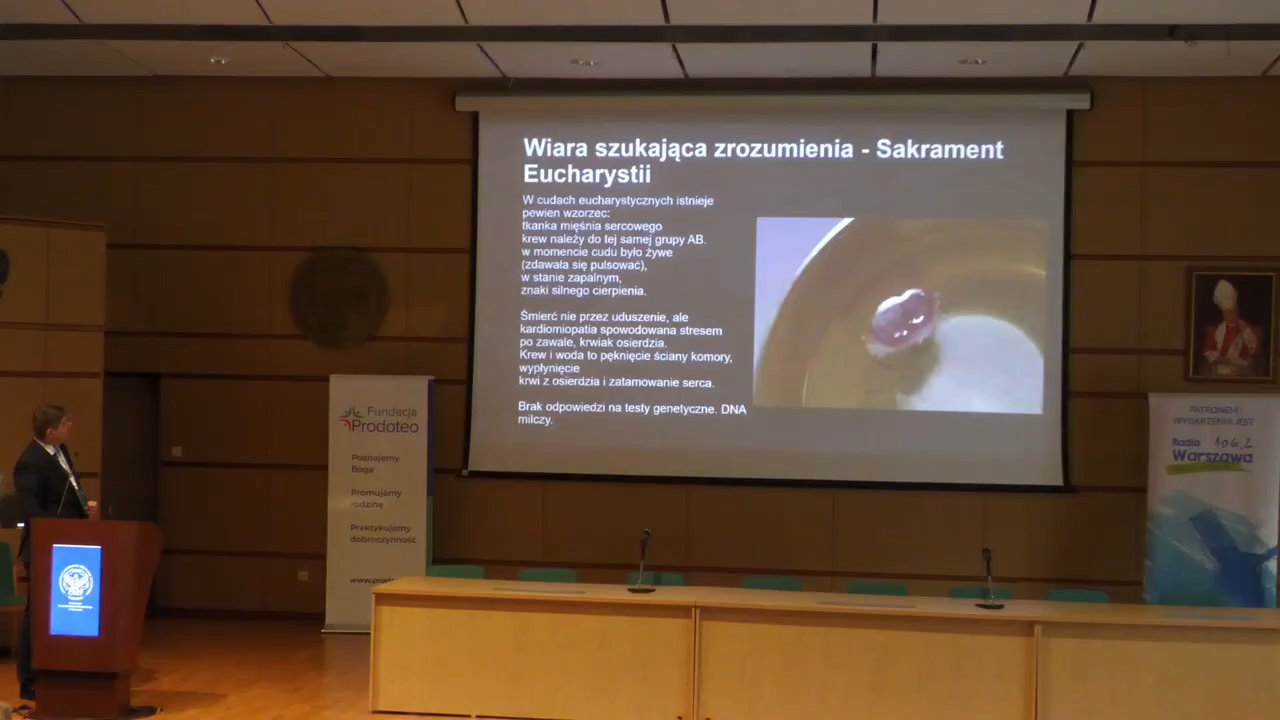 Wiara szukająca zrozumienia - Sakrament
Eucharystii
W cudach eucharystycznych istnieje
pewien wzorzec:
tkanka mięśnia sercowego
krew należy do tej samej grupy AB.
w momencie cudu było żywe
(zdawała się pulsować),
w stanie zapalnym,
znaki silnego cierpienia.
Śmierć nie przez uduszenie, ale
kardiomiopatia spowodowana stresem
po zawale, krwiak osierdzia.
Krew i woda to pęknięcie ściany komory,
wypłynięcie
krwi z osierdzia i zatamowanie serca.
Brak odpowiedzi na testy genetyczne. DNA
milczy.
Fundacja
Prodoteo
Poznajemy
Boga
Promujemy
rodzinę
Praktykujemy
dobroczynność
PATRONEM
WYDARZENIA JEST
Radio 106,2
Warszawa